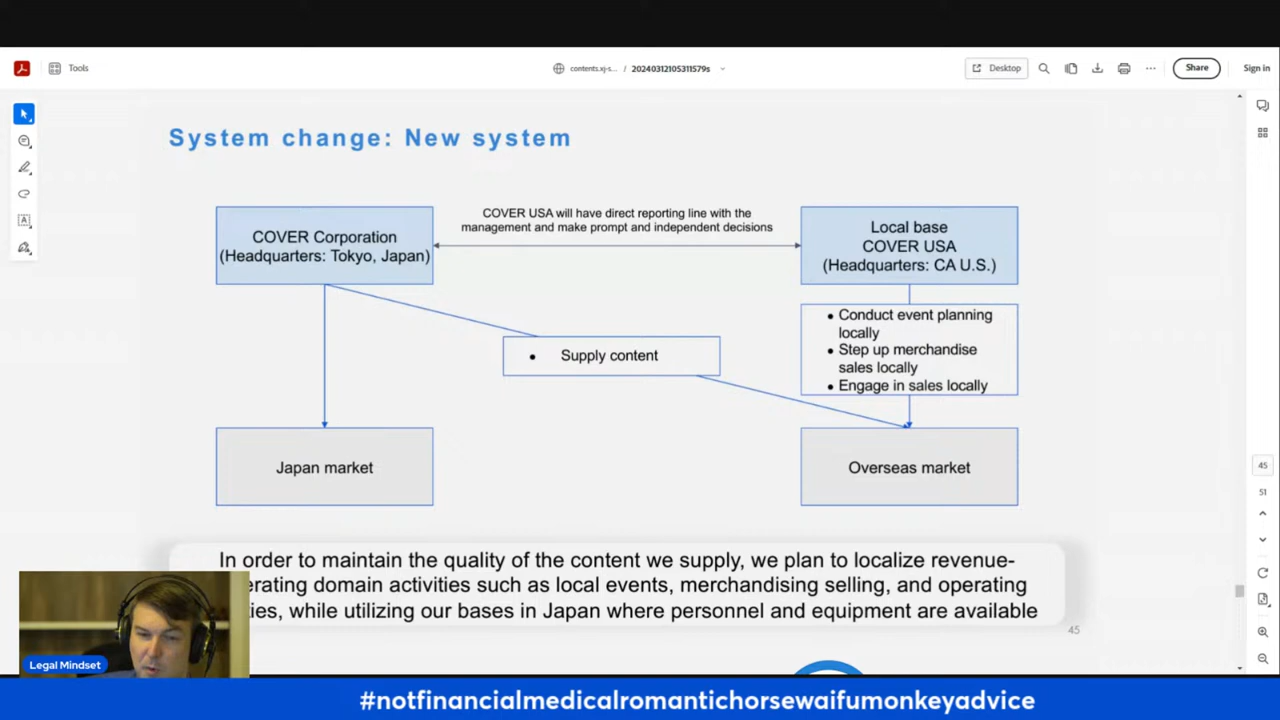 Tools
contents.xj-s... / 20240312105311579s
Desktop
Share
Sign in
System change: New system
COVER Corporation
(Headquarters: Tokyo, Japan)
COVER USA will have direct reporting line with the
management and make prompt and independent decisions
Local base
COVER USA
(Headquarters: CA U.S.)
• Conduct event planning
locally
• Step up merchandise
sales locally
• Engage in sales locally
• Supply content
Japan market
Overseas market
45
51
In order to maintain the quality of the content we supply, we plan to localize revenue-
erating domain activities such as local events, merchandising selling, and operating
ties, while utilizing our bases in Japan where personnel and equipment are available
45
Legal Mindset
#notfinancialmedicalromantichorsewaifumonkeyadvice